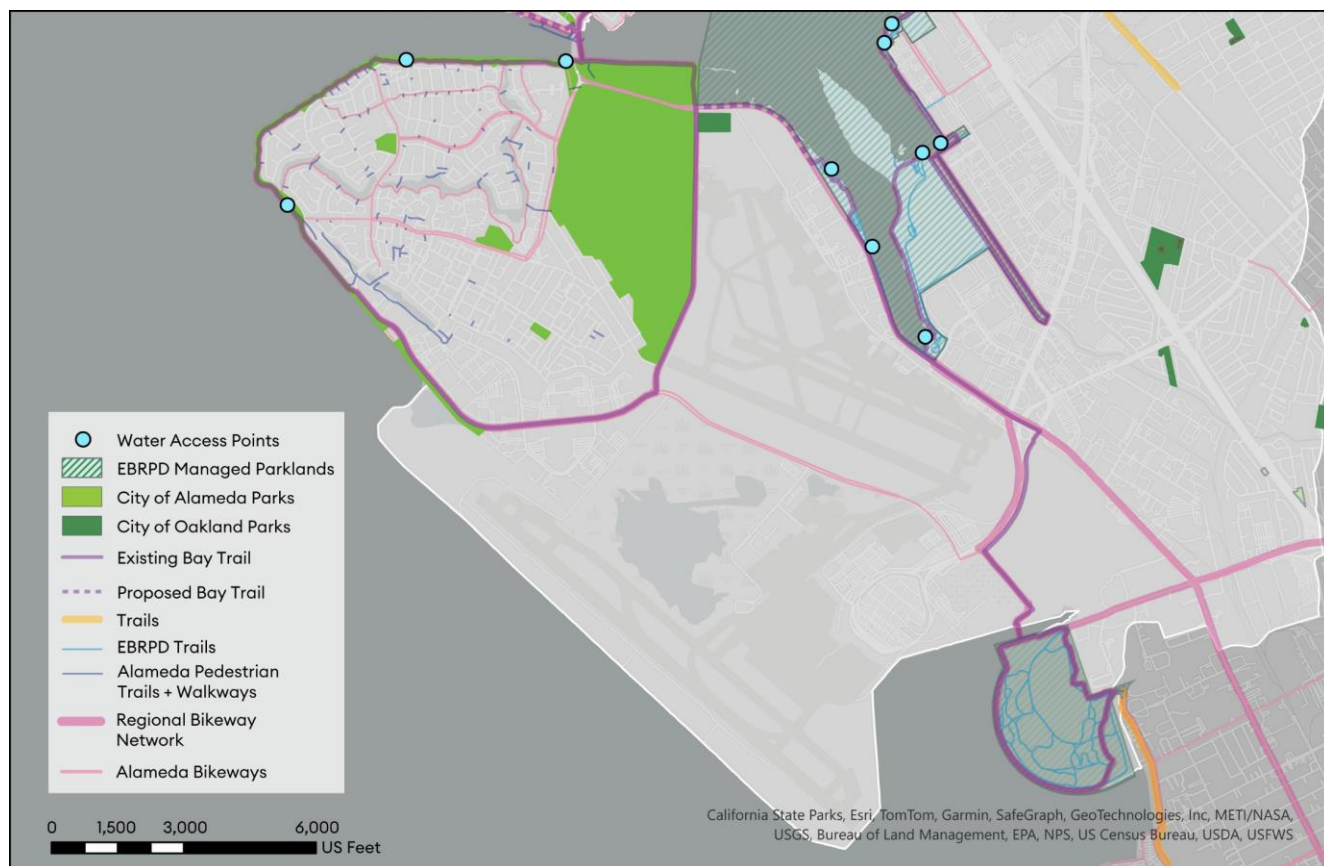 Water Access Points
EBRPD Managed Parklands
City of Alameda Parks
City of Oakland Parks
Existing Bay Trail
Proposed Bay Trail
Trails
EBRPD Trails
Alameda Pedestrian
Trails + Walkways
Regional Bikeway
Network
Alameda Bikeways
0 1,500 3,000 6,000
US Feet
California State Parks, Esri, TomTom, Garmin, SafeGraph, GeoTechnologies, Inc, METI/NASA,
USGS, Bureau of Land Management, EPA, NPS, US Census Bureau, USDA, USFWS